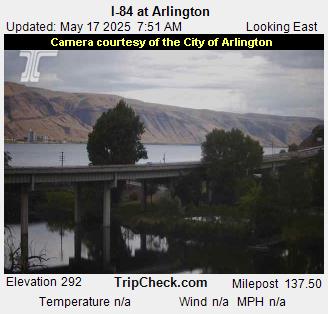 I-84 at Arlington
Updated: May 17 2025 7:51 AM Looking East
Camera courtesy of the City of Arlington
Elevation 292 TripCheck.com Milepost 137.50
Temperature n/a Wind n/a MPH n/a